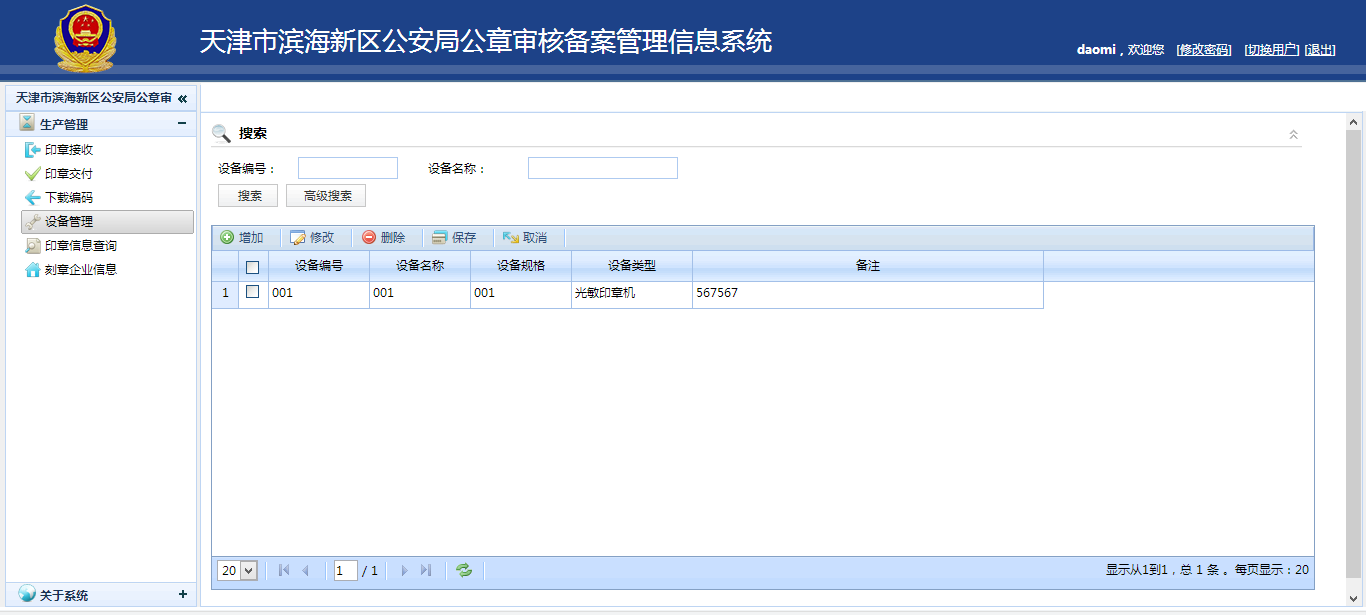 天津市滨海新区公安局公章审核备案管理信息系统
daomi，欢迎您 [修改密码] [切换用户] [退出]
天津市滨海新区公安局公章审
生产管理
印章接收
印章交付
下载编码
设备管理
印章信息查询
刻章企业信息
关于系统
搜索
设备编号： 设备名称：
搜索 高级搜索
增加 修改 删除 保存 取消
设备编号 设备名称 设备规格 设备类型 备注
1 001 001 001 光敏印章机 567567
20 1 / 1 显示从1到1，总 1 条 。每页显示：20